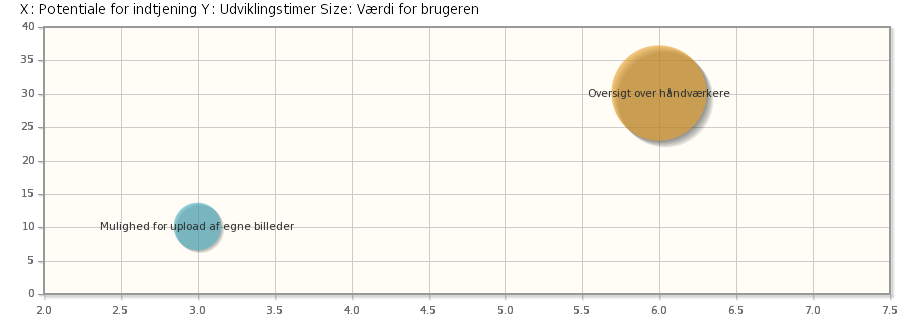 X: Potentiale for indtjening Y: Udviklingstimer Size: Værdi for brugeren
40
35
30
25
20
15
10
5
0
Oversigt over håndværkere
Mulighed for upload af egne billeder
2.0 2.5 3.0 3.5 4.0 4.5 5.0 5.5 6.0 6.5 7.0 7.5